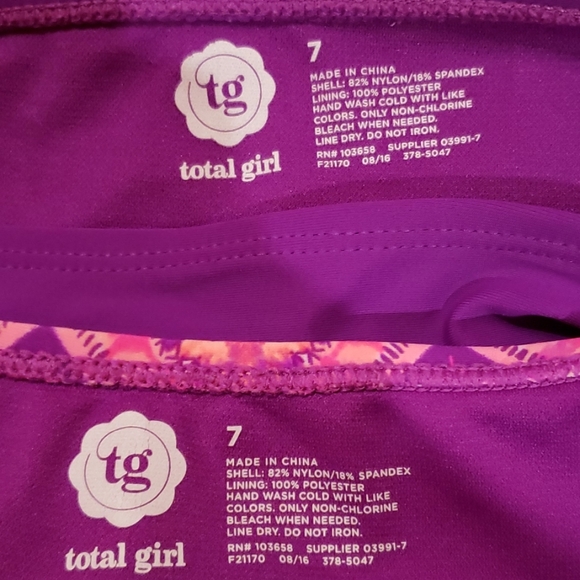 tg
total girl
7
MADE IN CHINA
SHELL: 82% NYLON/18% SPANDEX
LINING: 100% POLYESTER
HAND WASH COLD WITH LIKE
COLORS. ONLY NON-CHLORINE
BLEACH WHEN NEEDED.
LINE DRY. DO NOT IRON.
RN# 103658 SUPPLIER 03991-7
F21170 08/16 378-5047
tg
total girl
7
MADE IN CHINA
SHELL: 82% NYLON/18% SPANDEX
LINING: 100% POLYESTER
HAND WASH COLD WITH LIKE
COLORS. ONLY NON-CHLORINE
BLEACH WHEN NEEDED.
LINE DRY. DO NOT IRON.
RN# 103658 SUPPLIER 03991-7
F21170 08/16 378-5047